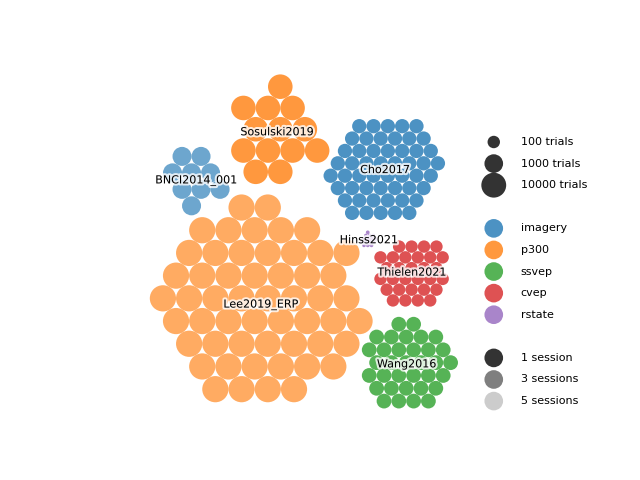 Sosulski2019
100 trials
1000 trials
Cho2017
BNCI2014_001
10000 trials
imagery
Hinss2021
p300
Thielen2021
ssvep
cvep
Lee2019_ERP
rstate
1 session
Wang2016
3 sessions
5 sessions